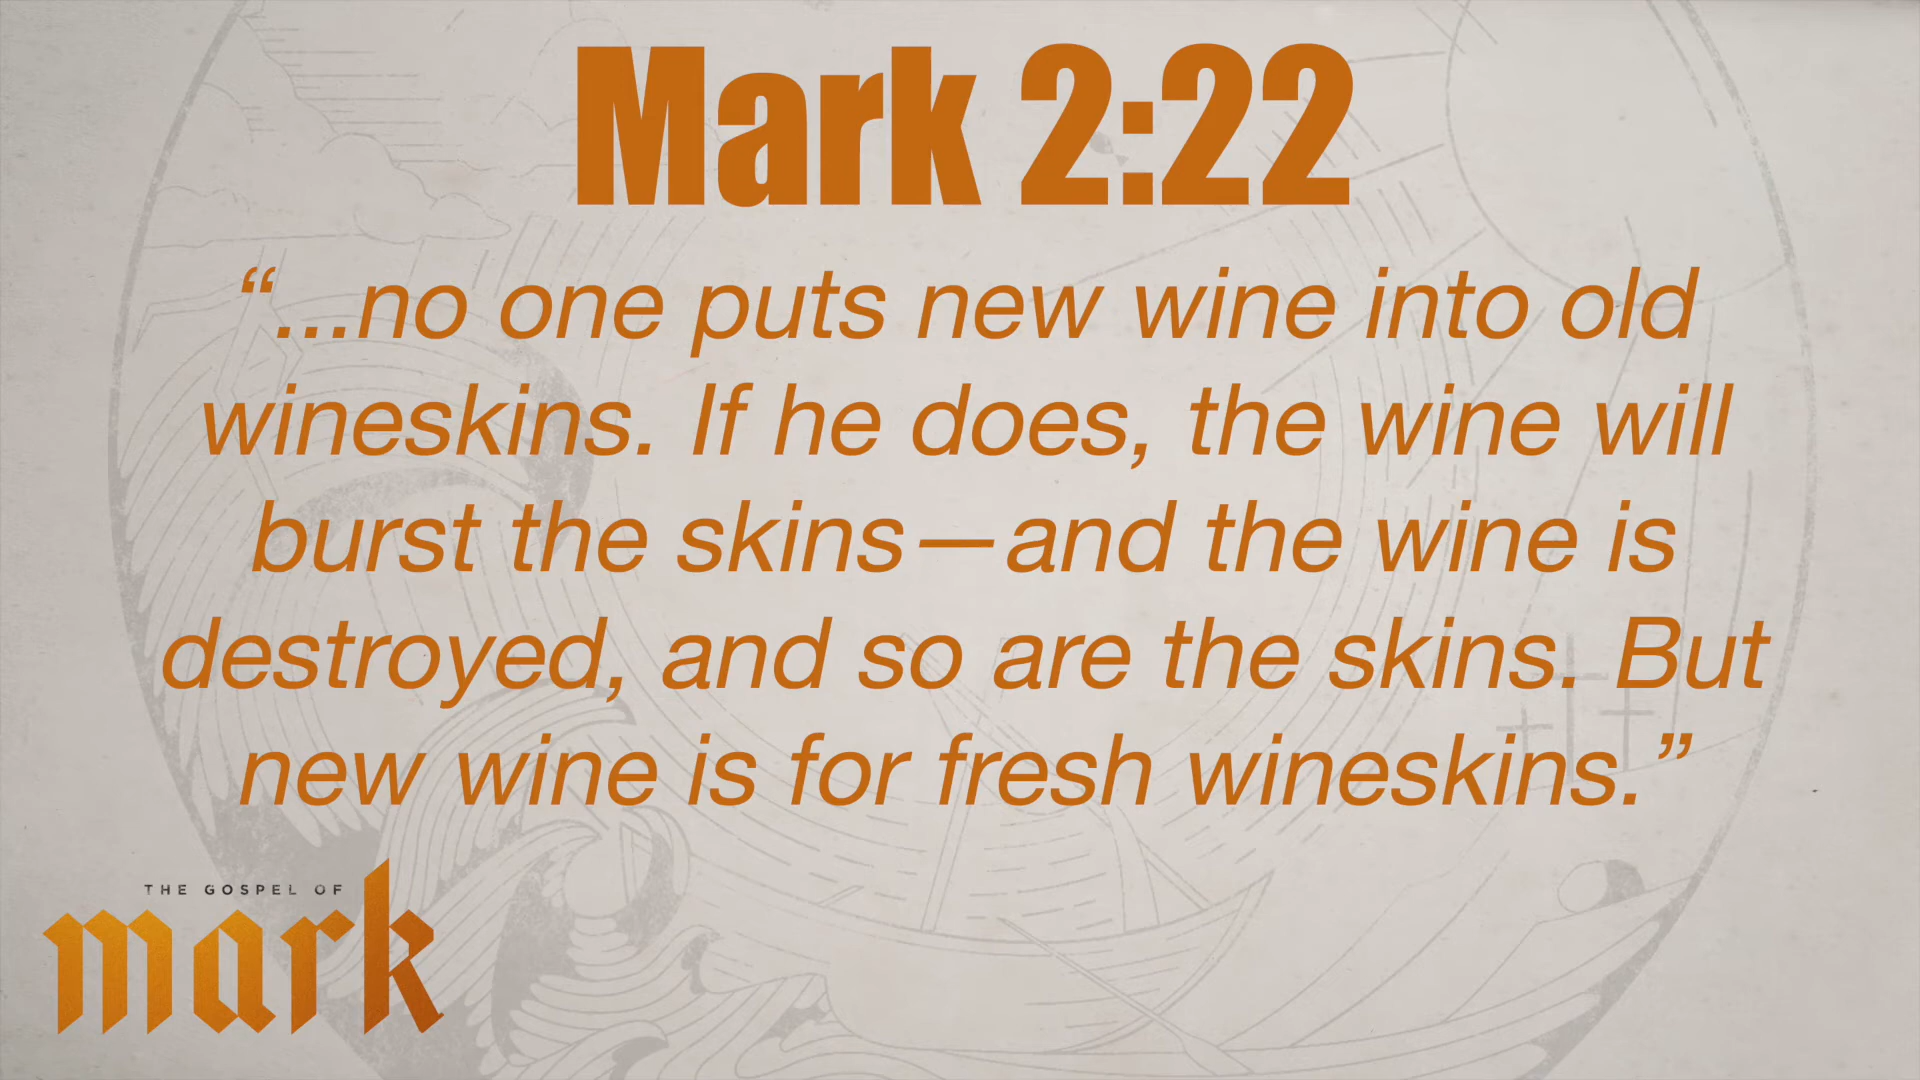 Mark 2:22
“...no one puts new wine into old
wineskins. If he does, the wine will
burst the skins—and the wine is
destroyed, and so are the skins. But
new wine is for fresh wineskins.”
THE GOSPEL OF
mark